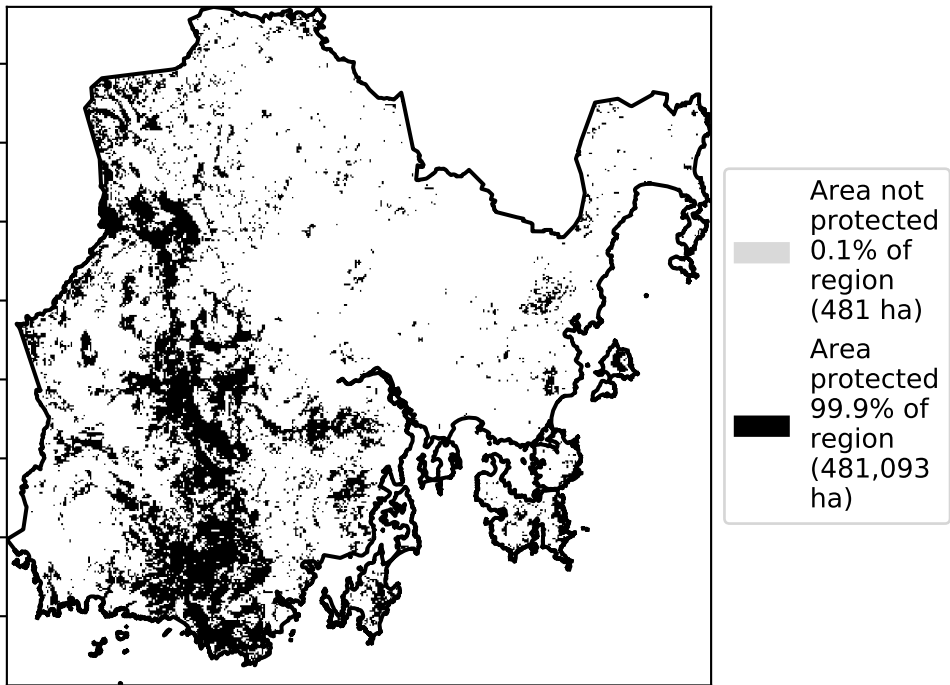 Area not
protected
0.1% of
region
(481 ha)
Area
protected
99.9% of
region
(481,093
ha)